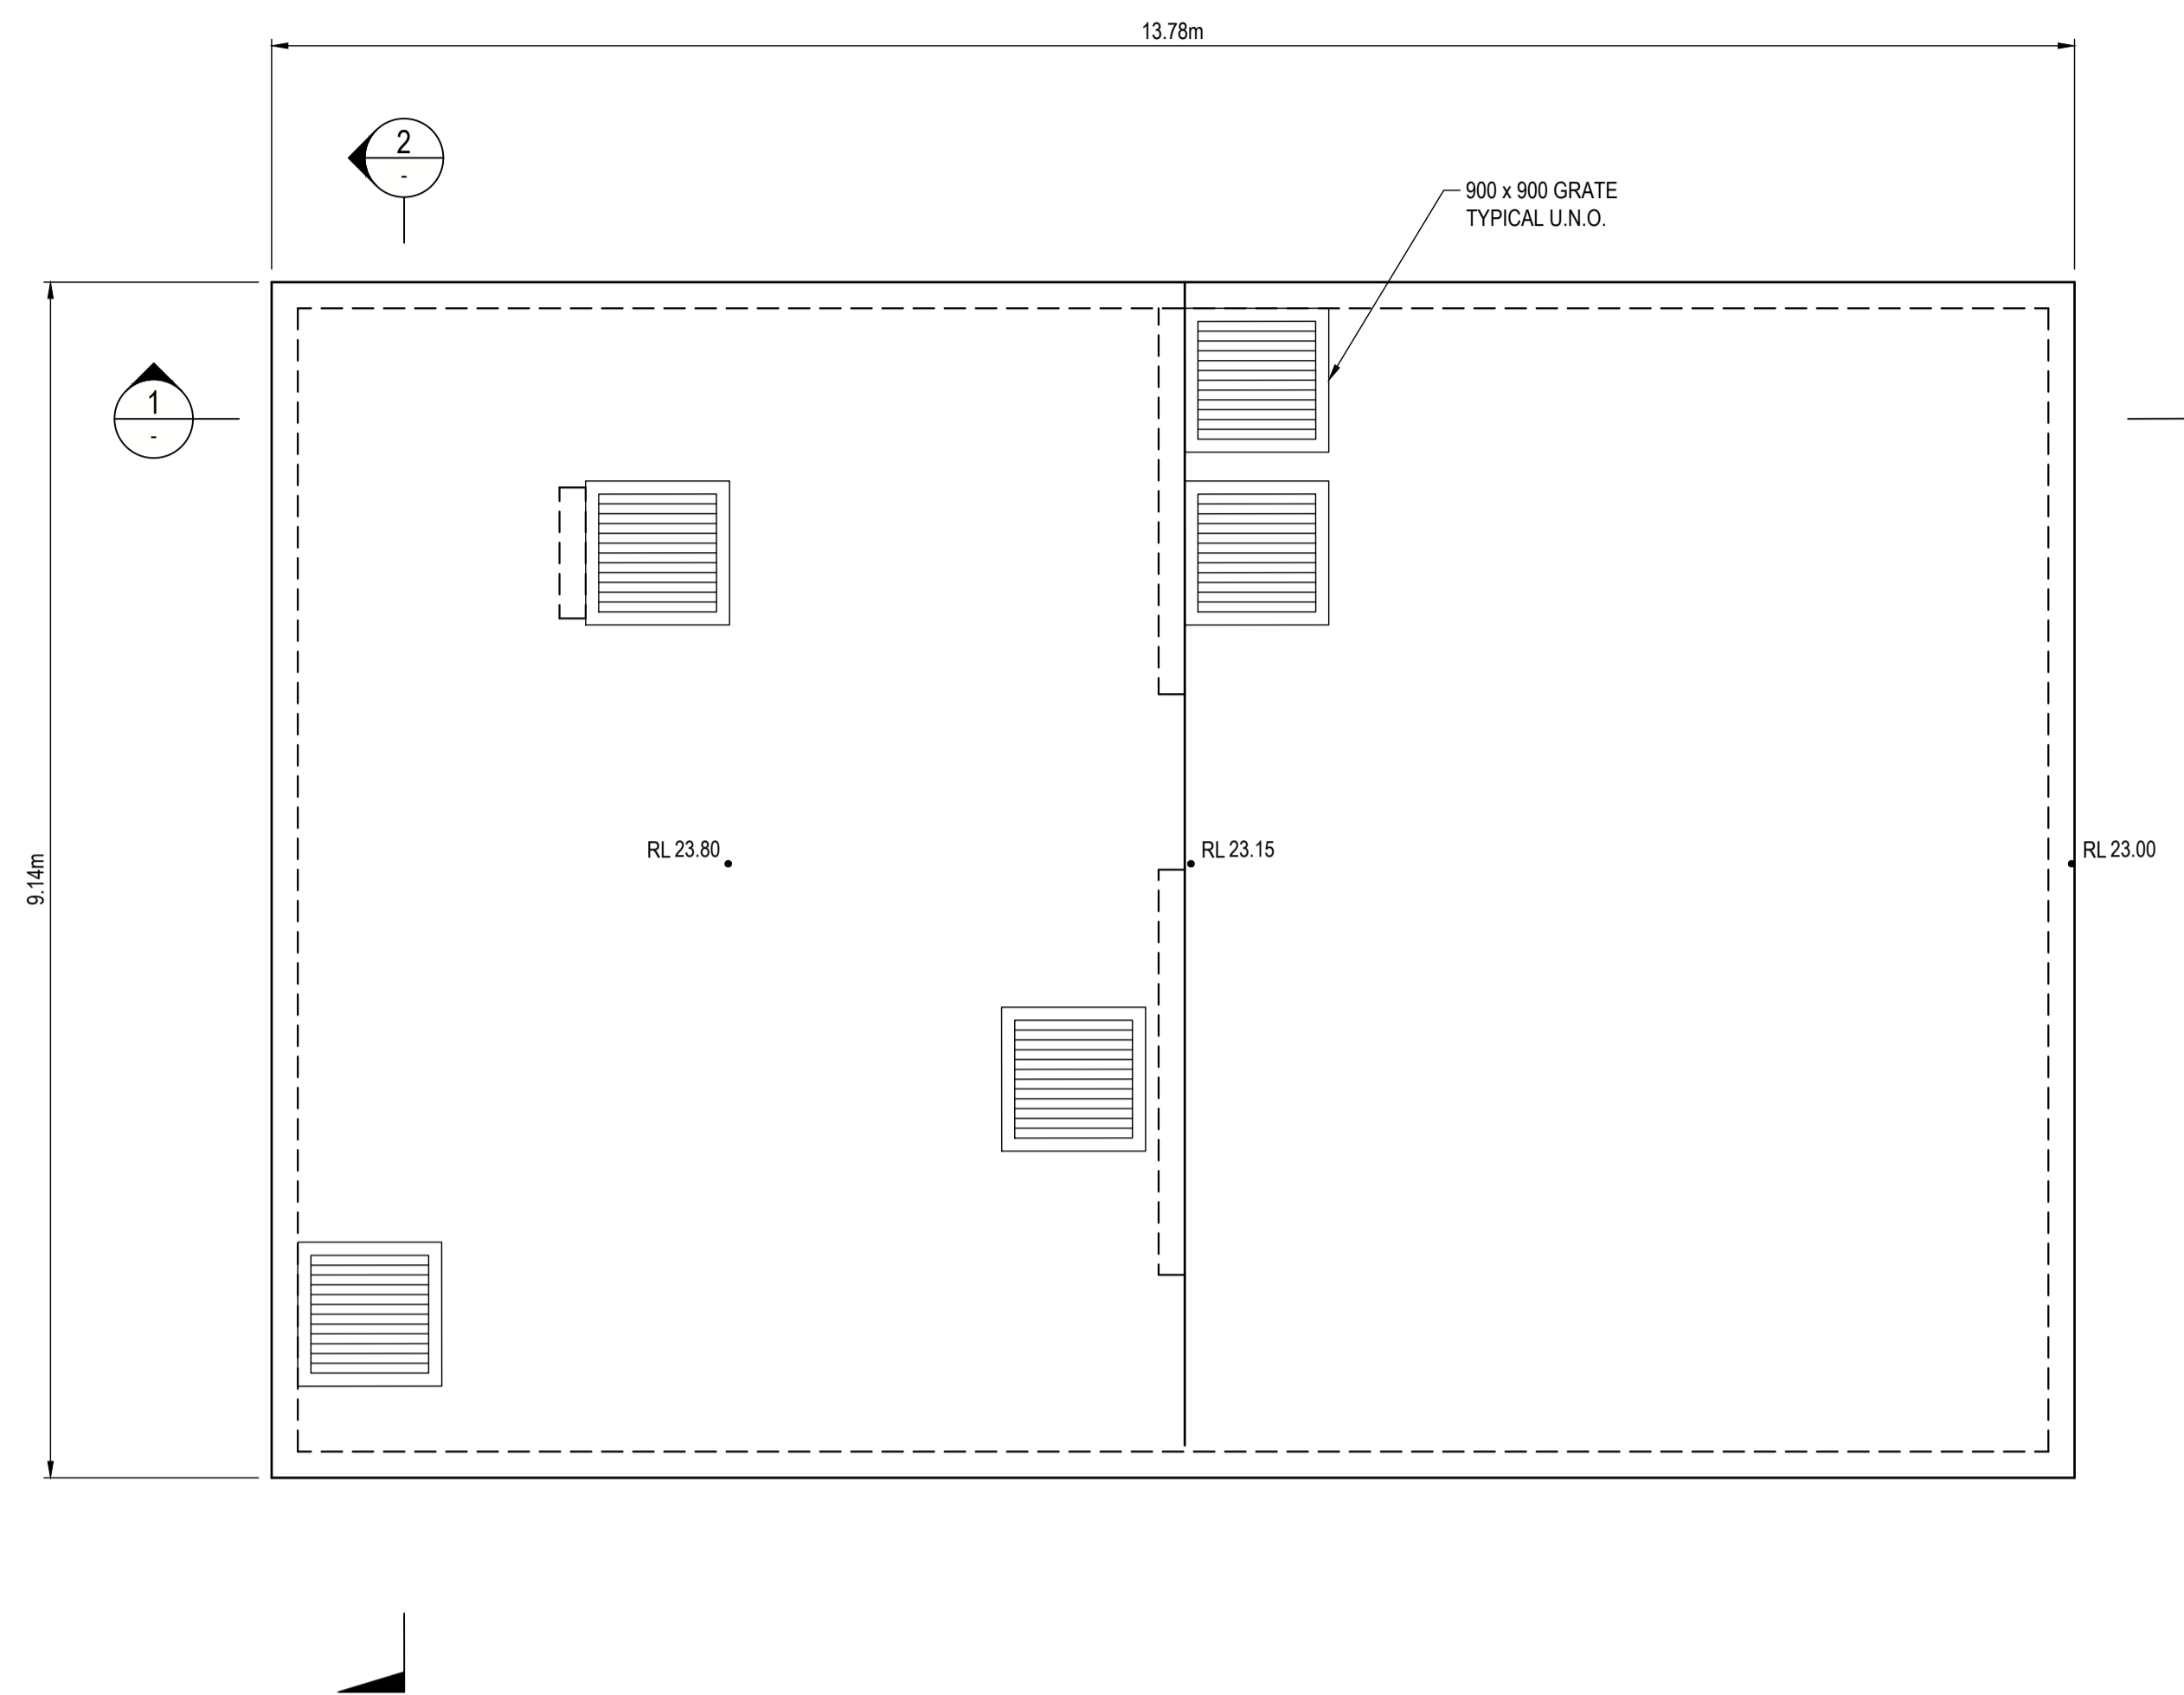 13.78m
2
-
900 x 900 GRATE
TYPICAL U.N.O.
1
-
9.14m
RL 23.80
RL 23.15
RL 23.00